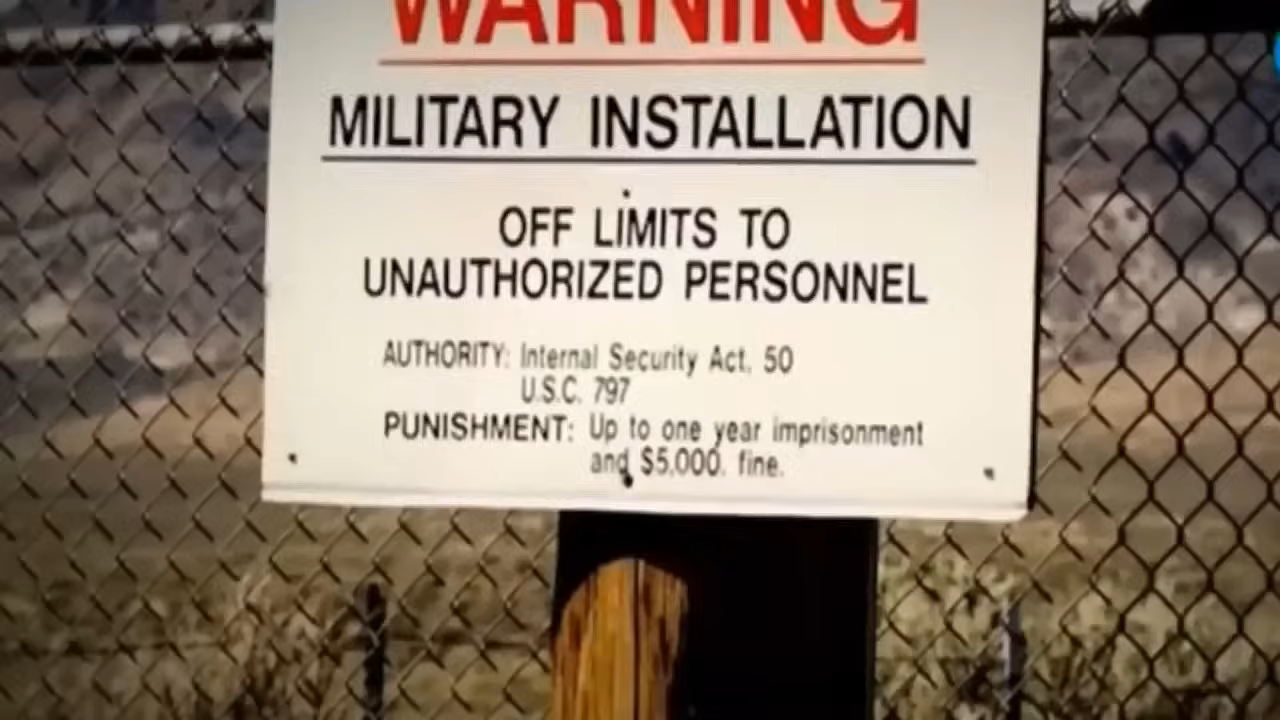 WARNING
MILITARY INSTALLATION
OFF LIMITS TO
UNAUTHORIZED PERSONNEL
AUTHORITY: Internal Security Act, 50
U.S.C. 797
PUNISHMENT: Up to one year imprisonment
and $5,000. fine.